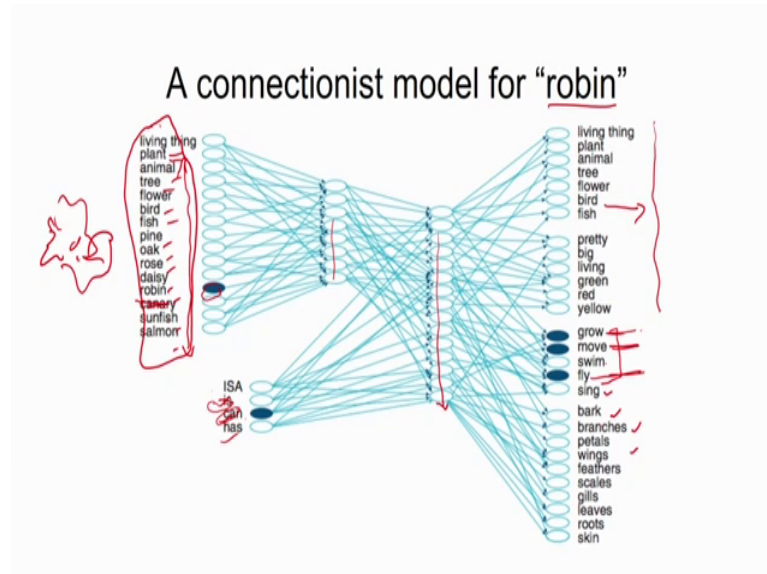 A connectionist model for “robin”
living thing
plant
animal
tree
flower
bird
fish
pine
oak
rose
daisy
robin
canary
sunfish
salmon
ISA
can
has
living thing
plant
animal
tree
flower
bird
fish
pretty
big
living
green
red
yellow
grow
move
swim
fly
sing
bark
branches
petals
wings
feathers
scales
gills
leaves
roots
skin